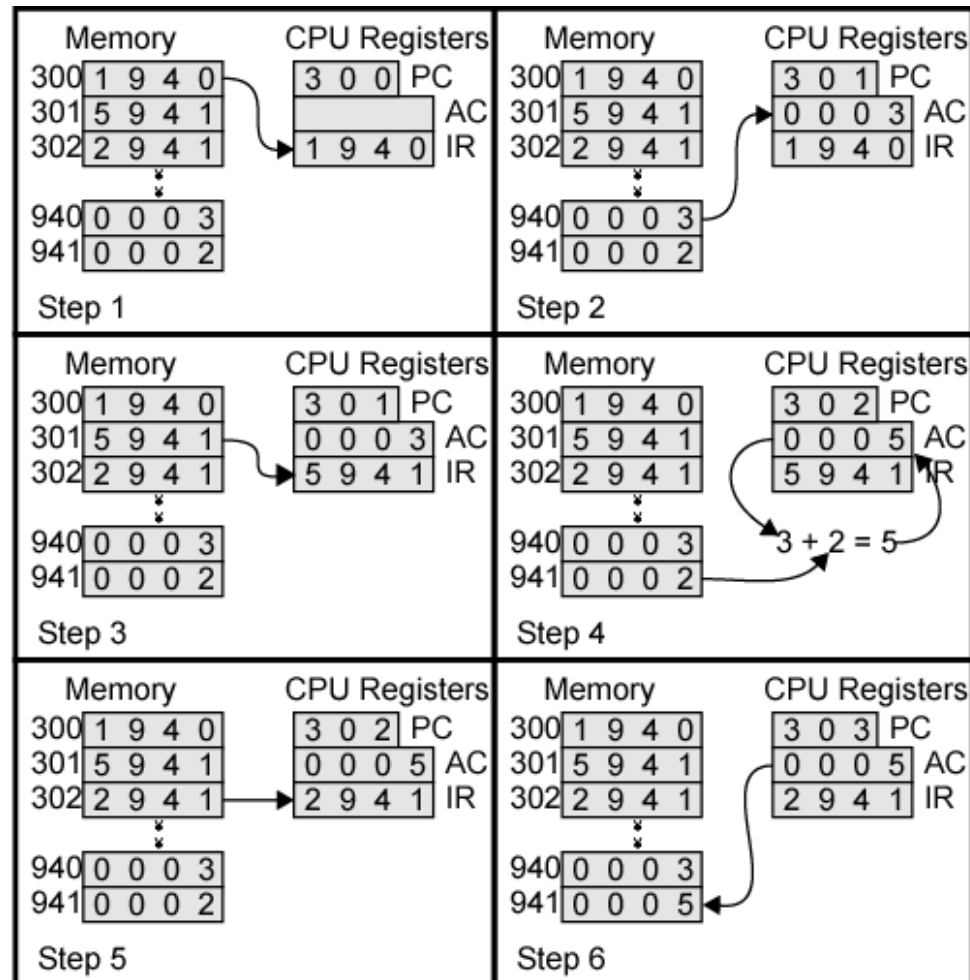 Memory CPU Registers
300 1 9 4 0 3 0 0 PC
301 5 9 4 1 AC
302 2 9 4 1 1 9 4 0 IR
940 0 0 0 3
941 0 0 0 2
Step 1
Memory CPU Registers
300 1 9 4 0 3 0 1 PC
301 5 9 4 1 0 0 0 3 AC
302 2 9 4 1 1 9 4 0 IR
940 0 0 0 3
941 0 0 0 2
Step 2
Memory CPU Registers
300 1 9 4 0 3 0 1 PC
301 5 9 4 1 0 0 0 3 AC
302 2 9 4 1 5 9 4 1 IR
940 0 0 0 3
941 0 0 0 2
Step 3
Memory CPU Registers
300 1 9 4 0 3 0 2 PC
301 5 9 4 1 0 0 0 5 AC
302 2 9 4 1 5 9 4 1 IR
940 0 0 0 3 3 + 2 = 5
941 0 0 0 2
Step 4
Memory CPU Registers
300 1 9 4 0 3 0 2 PC
301 5 9 4 1 0 0 0 5 AC
302 2 9 4 1 2 9 4 1 IR
940 0 0 0 3
941 0 0 0 2
Step 5
Memory CPU Registers
300 1 9 4 0 3 0 3 PC
301 5 9 4 1 0 0 0 5 AC
302 2 9 4 1 2 9 4 1 IR
940 0 0 0 3
941 0 0 0 5
Step 6